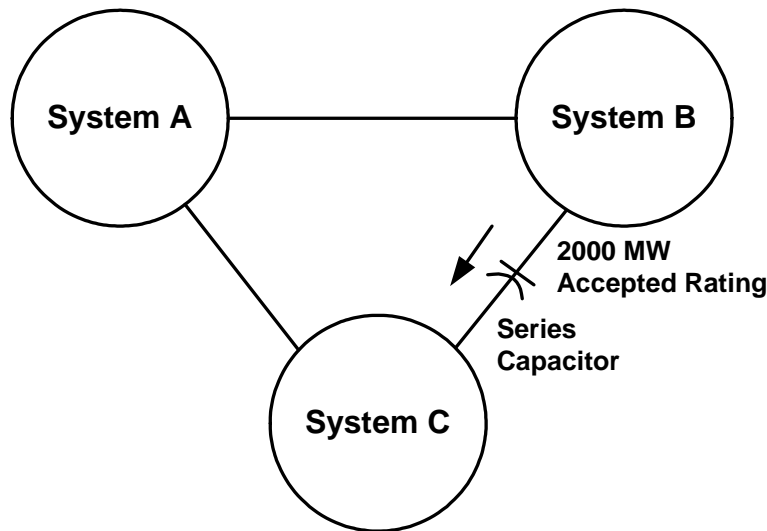 System A
System B
2000 MW
Accepted Rating
Series
Capacitor
System C